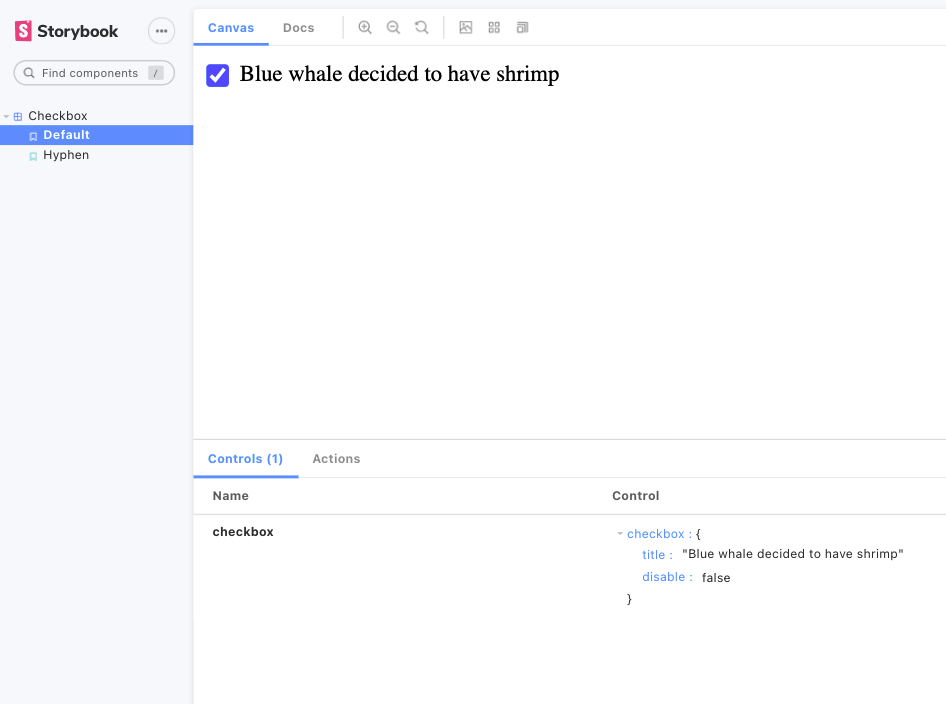 Storybook
Find components /
Checkbox
Default
Hyphen
Canvas Docs
Blue whale decided to have shrimp
Controls (1) Actions
Name Control
checkbox
checkbox : {
title : "Blue whale decided to have shrimp"
disable : false
}